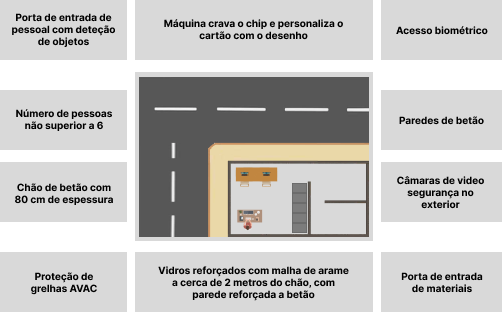 Porta de entrada de
pessoal com deteção
de objetos
Máquina crava o chip e personaliza o
cartão com o desenho
Acesso biométrico
Número de pessoas
não superior a 6
Paredes de betão
Chão de betão com
80 cm de espessura
Câmaras de video
segurança no
exterior
Proteção de
grelhas AVAC
Vidros reforçados com malha de arame
a cerca de 2 metros do chão, com
parede reforçada a betão
Porta de entrada
de materiais